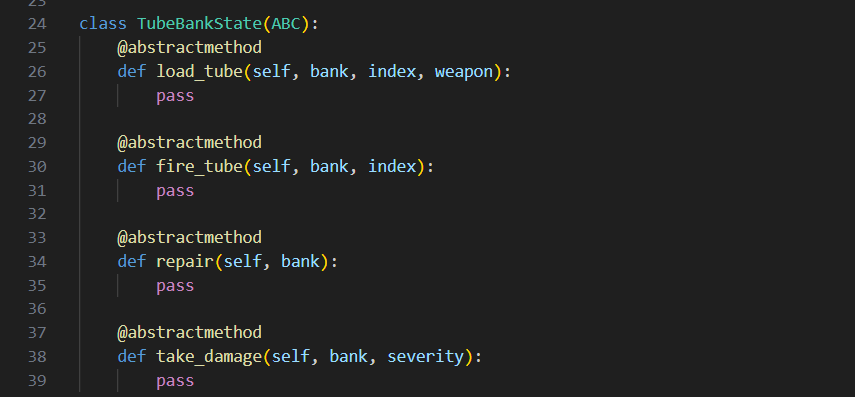 23
24 class TubeBankState(ABC):
25 @abstractmethod
26 def load_tube(self, bank, index, weapon):
27 pass
28
29 @abstractmethod
30 def fire_tube(self, bank, index):
31 pass
32
33 @abstractmethod
34 def repair(self, bank):
35 pass
36
37 @abstractmethod
38 def take_damage(self, bank, severity):
39 pass